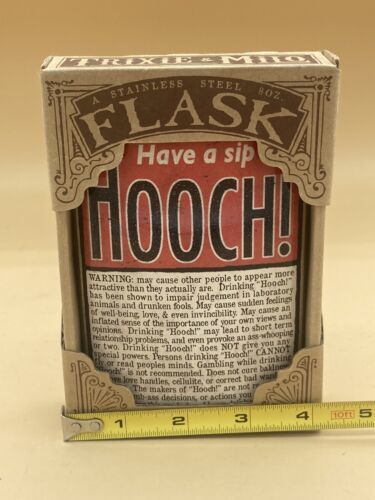 TRIXIE & MILO
A STAINLESS STEEL 8OZ.
FLASK
Have a sip
HOOCH!
WARNING: may cause other people to appear more
attractive than they actually are. Drinking "Hooch!"
has been shown to impair judgement in laboratory
animals and drunken fools. May cause sudden feelings
of well-being, love, & even invincibility. May cause an
inflated sense of the importance of your own views and
opinions. Drinking "Hooch!" may lead to short term
relationship problems, and even provoke an ass-whooping
or two. Drinking "Hooch!" does NOT give you any
special powers. Persons drinking "Hooch!" CANNOT
or read peoples minds. Gambling while drinking
is not recommended. Does not cure baldness
love handles, cellulite, or correct bad
The makers of "Hooch!" are not
decisions, or actions you
1 2 3 4 10ft 5